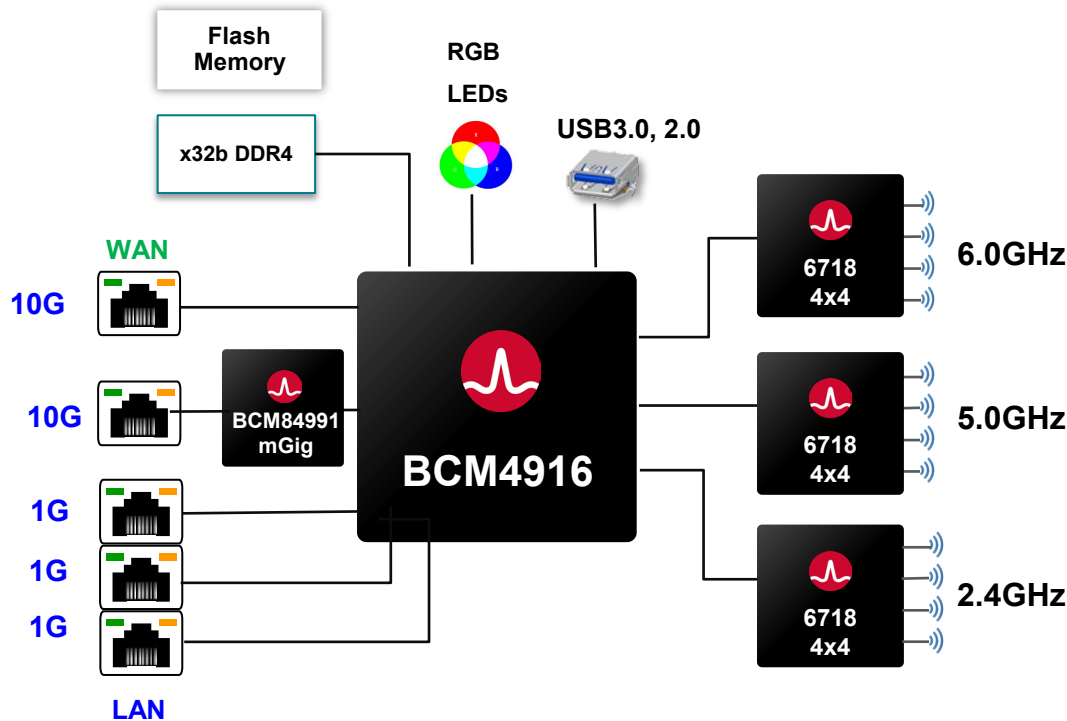 Flash
Memory
RGB
LEDs
x32b DDR4
USB3.0, 2.0
WAN
10G
10G
BCM84991
mGig
BCM4916
1G
1G
1G
LAN
6718
4x4
6.0GHz
6718
4x4
5.0GHz
6718
4x4
2.4GHz